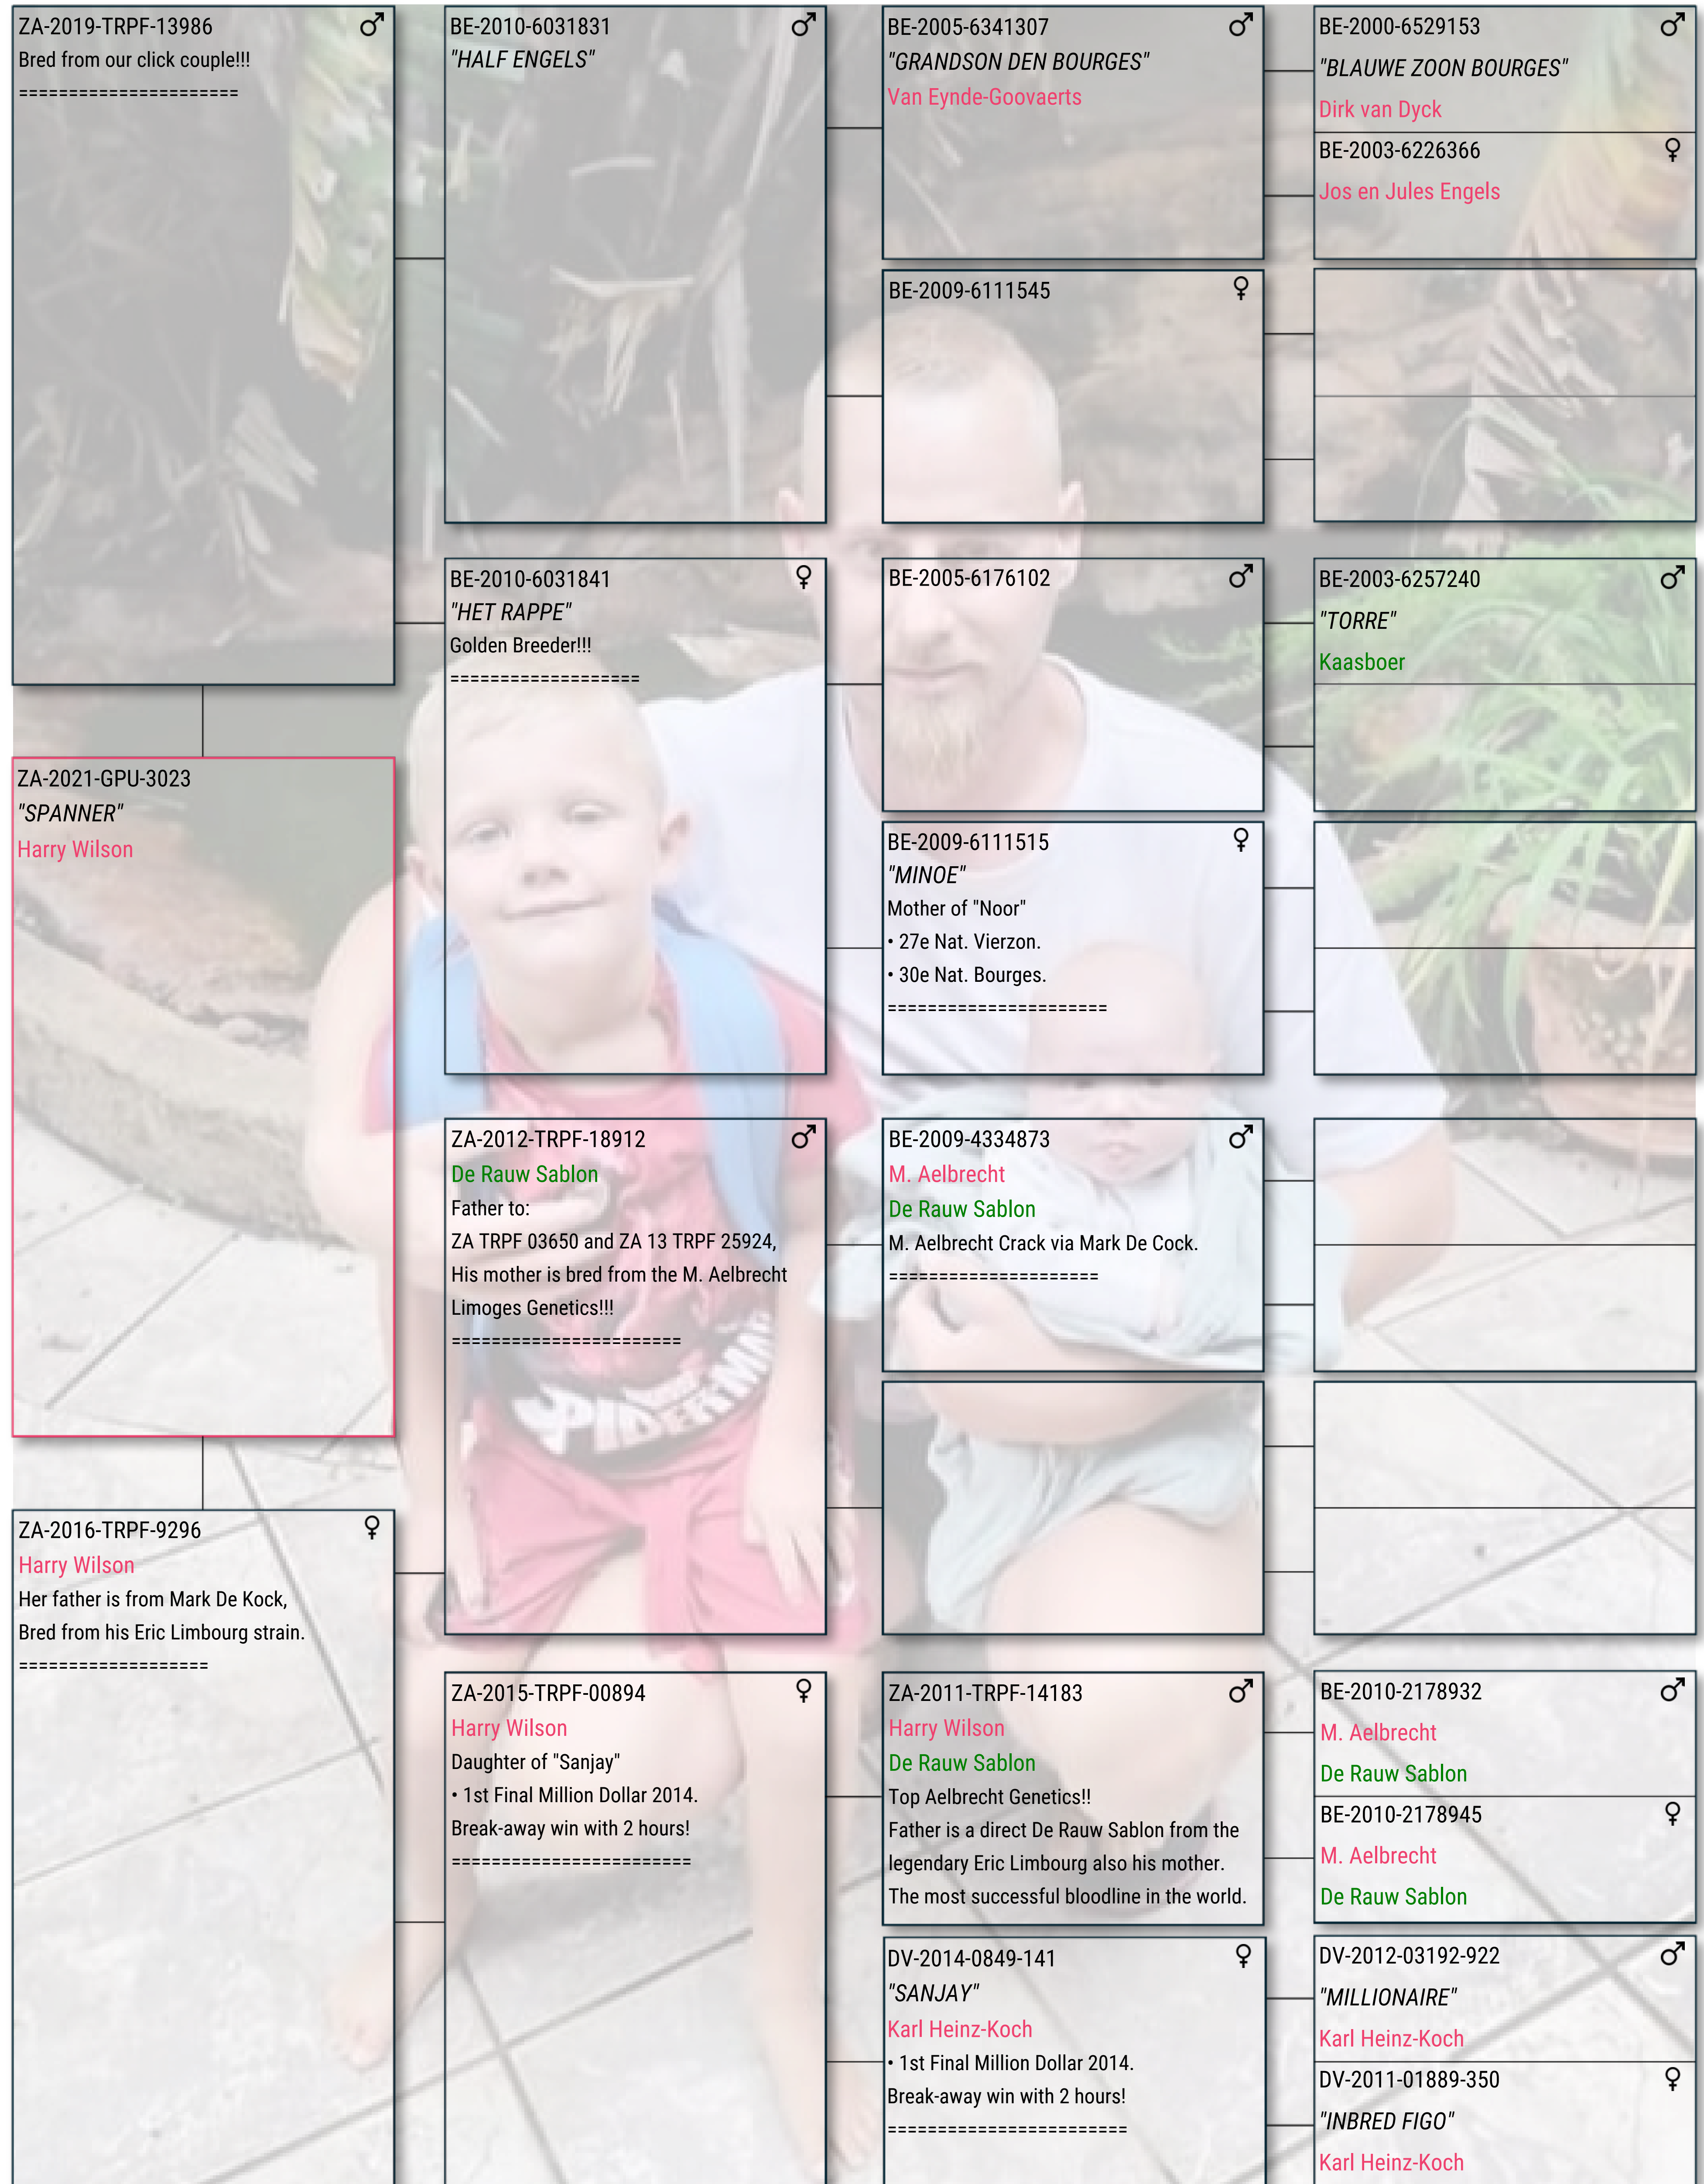 ZA-2019-TRPF-13986 ♂
Bred from our click couple!!!
======================
ZA-2021-GPU-3023
"SPANNER"
Harry Wilson
ZA-2016-TRPF-9296 ♀
Harry Wilson
Her father is from Mark De Kock,
Bred from his Eric Limbourg strain.
===================
BE-2010-6031831 ♂
"HALF ENGELS"
BE-2010-6031841 ♀
"HET RAPPE"
Golden Breeder!!!
===================
ZA-2012-TRPF-18912 ♂
De Rauw Sablon
Father to:
ZA TRPF 03650 and ZA 13 TRPF 25924,
His mother is bred from the M. Aelbrecht
Limoges Genetics!!!
=======================
ZA-2015-TRPF-00894 ♀
Harry Wilson
Daughter of "Sanjay"
• 1st Final Million Dollar 2014.
Break-away win with 2 hours!
========================
BE-2005-6341307 ♂
"GRANDSON DEN BOURGES"
Van Eynde-Goovaerts
BE-2009-6111545 ♀
BE-2005-6176102 ♂
BE-2009-6111515 ♀
"MINOE"
Mother of "Noor"
• 27e Nat. Vierzon.
• 30e Nat. Bourges.
======================
BE-2009-4334873 ♂
M. Aelbrecht
De Rauw Sablon
M. Aelbrecht Crack via Mark De Cock.
=====================
ZA-2011-TRPF-14183 ♂
Harry Wilson
De Rauw Sablon
Top Aelbrecht Genetics!!
Father is a direct De Rauw Sablon from the
legendary Eric Limbourg also his mother.
The most successful bloodline in the world.
DV-2014-0849-141 ♀
"SANJAY"
Karl Heinz-Koch
• 1st Final Million Dollar 2014.
Break-away win with 2 hours!
========================
BE-2000-6529153 ♂
"BLAUWE ZOON BOURGES"
Dirk van Dyck
BE-2003-6226366 ♀
Jos en Jules Engels
BE-2003-6257240 ♂
"TORRE"
Kaasboer
BE-2010-2178932 ♂
M. Aelbrecht
De Rauw Sablon
BE-2010-2178945 ♀
M. Aelbrecht
De Rauw Sablon
DV-2012-03192-922 ♂
"MILLIONAIRE"
Karl Heinz-Koch
DV-2011-01889-350 ♀
"INBRED FIGO"
Karl Heinz-Koch